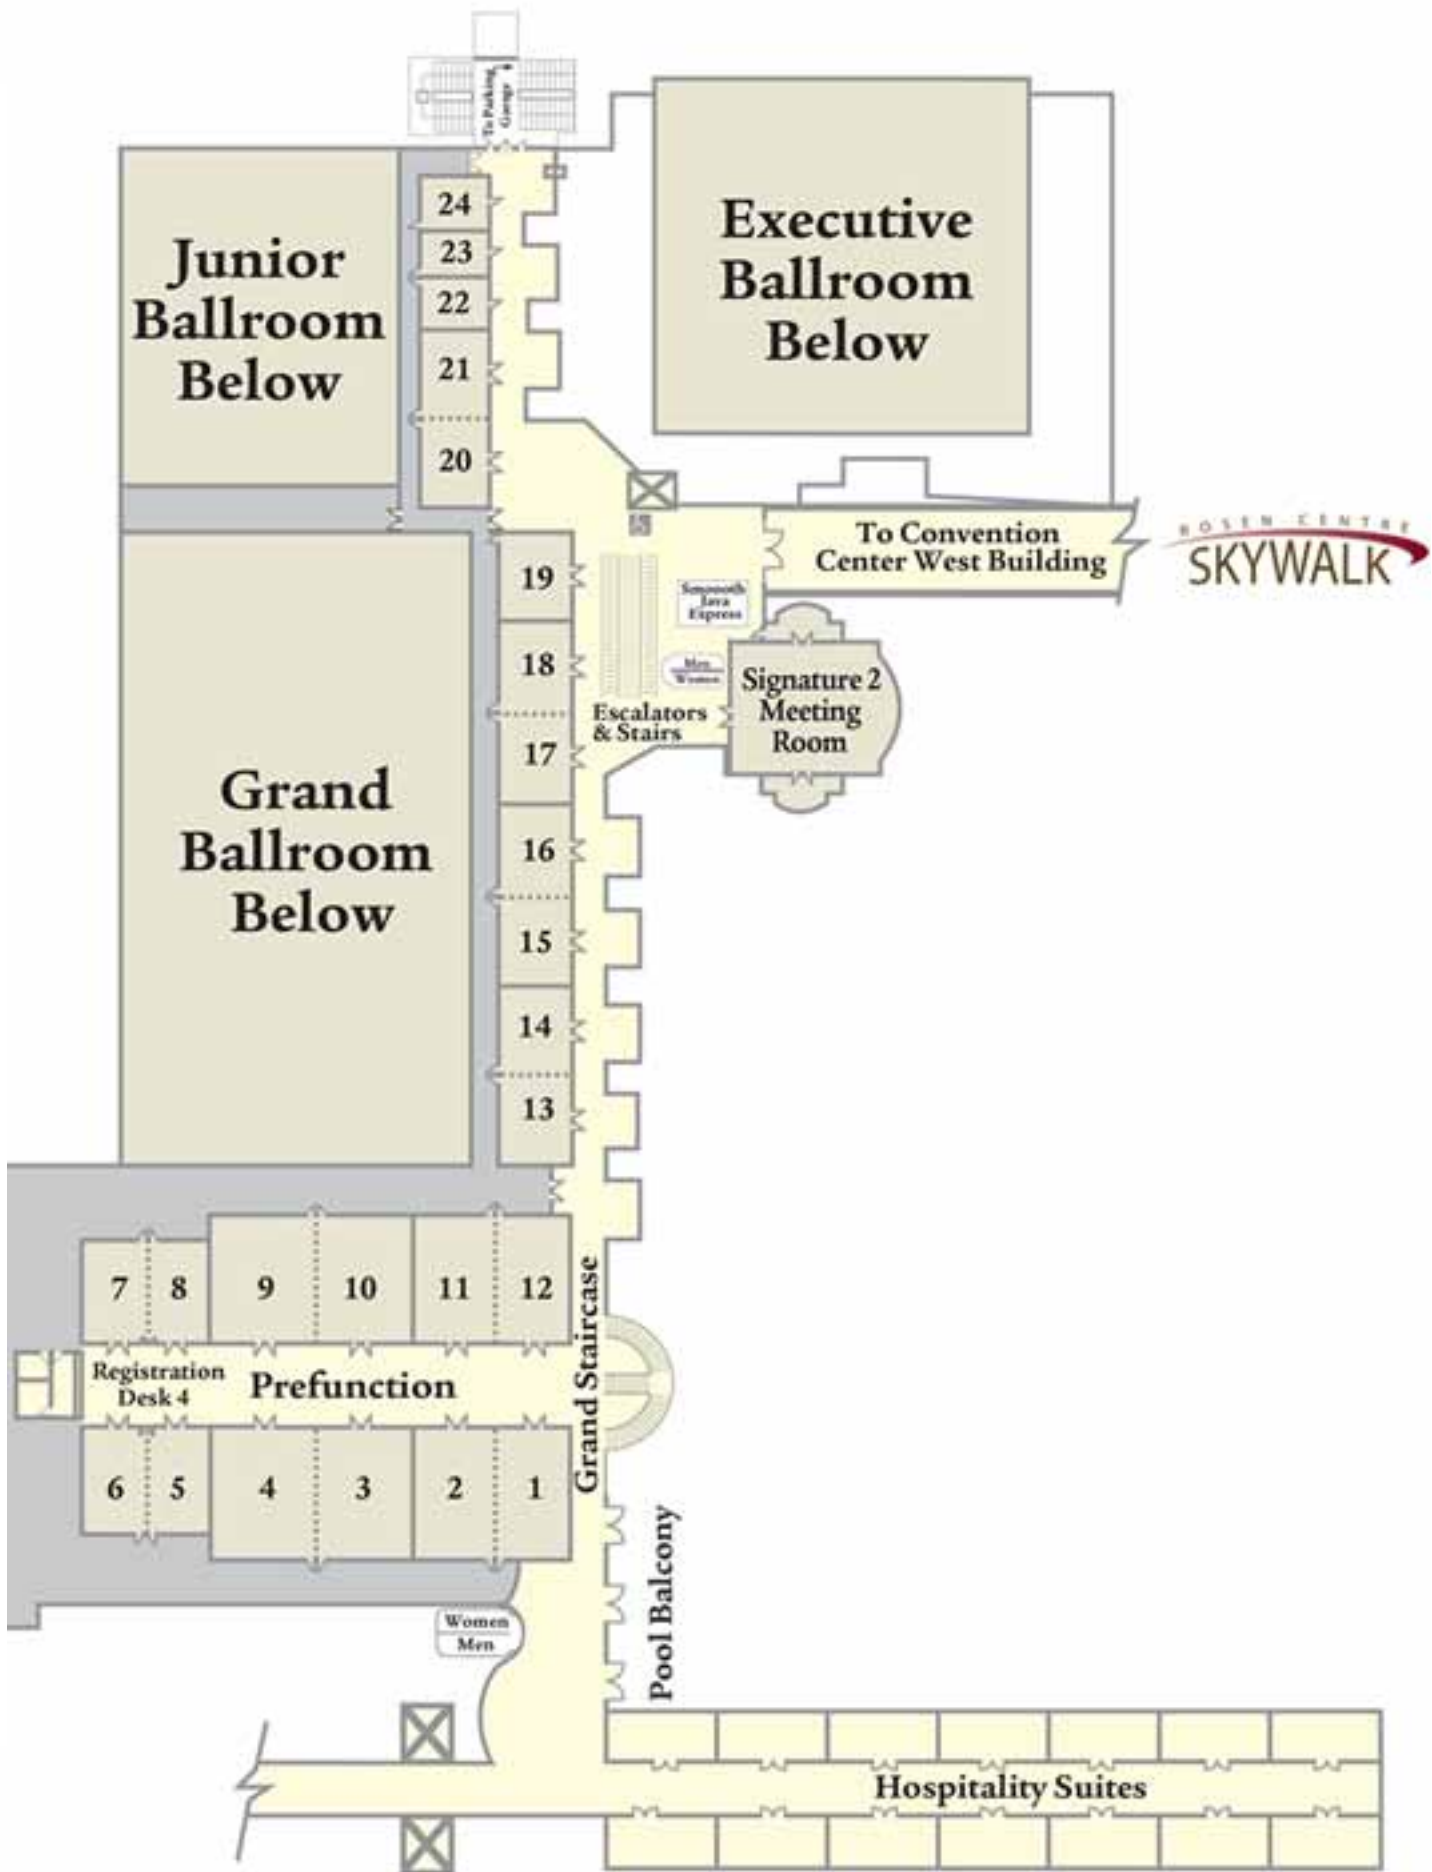 To Parking
Garage
24
23
22
21
20
Junior
Ballroom
Below
Executive
Ballroom
Below
To Convention
Center West Building
ROSEN CENTRE
SKYWALK
19
18
17
16
15
14
13
Smooooth
Java
Express
Men
Women
Signature 2
Meeting
Room
Escalators
& Stairs
Grand
Ballroom
Below
7
8
9
10
11
12
Registration
Desk 4
Prefunction
Grand Staircase
6
5
4
3
2
1
Pool Balcony
Women
Men
Hospitality Suites